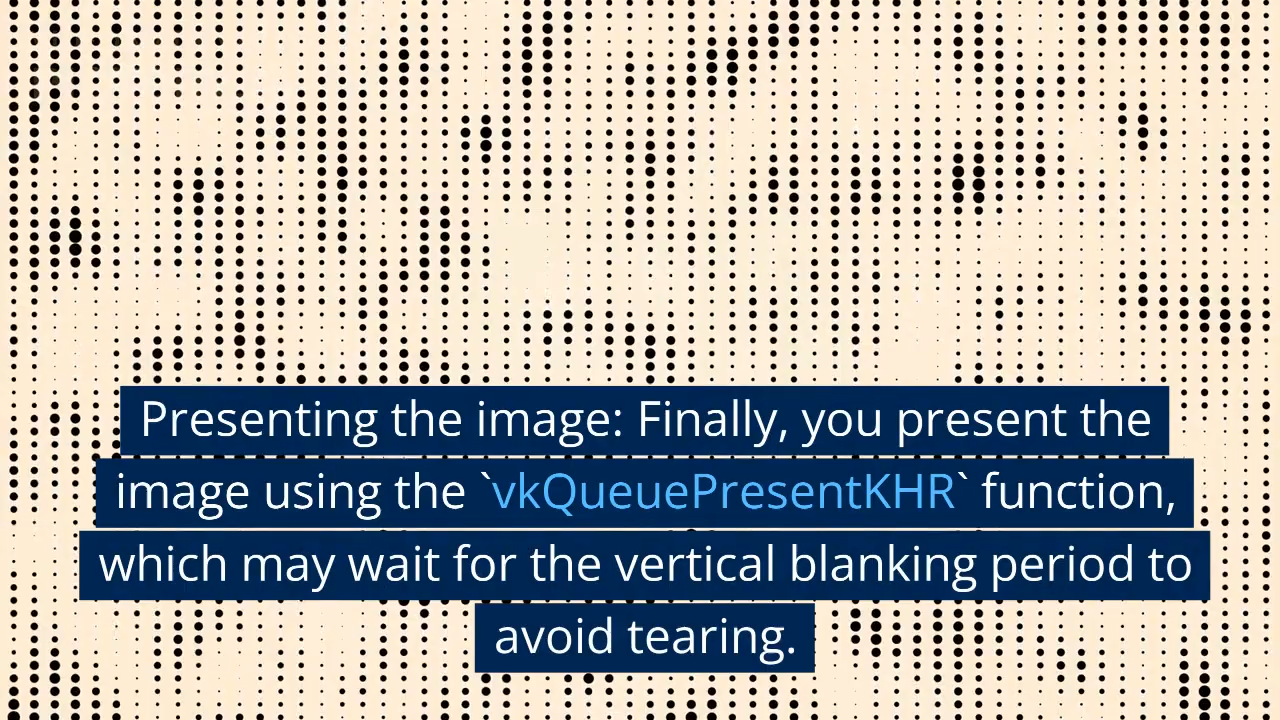 Presenting the image: Finally, you present the
image using the `vkQueuePresentKHR` function,
which may wait for the vertical blanking period to
avoid tearing.